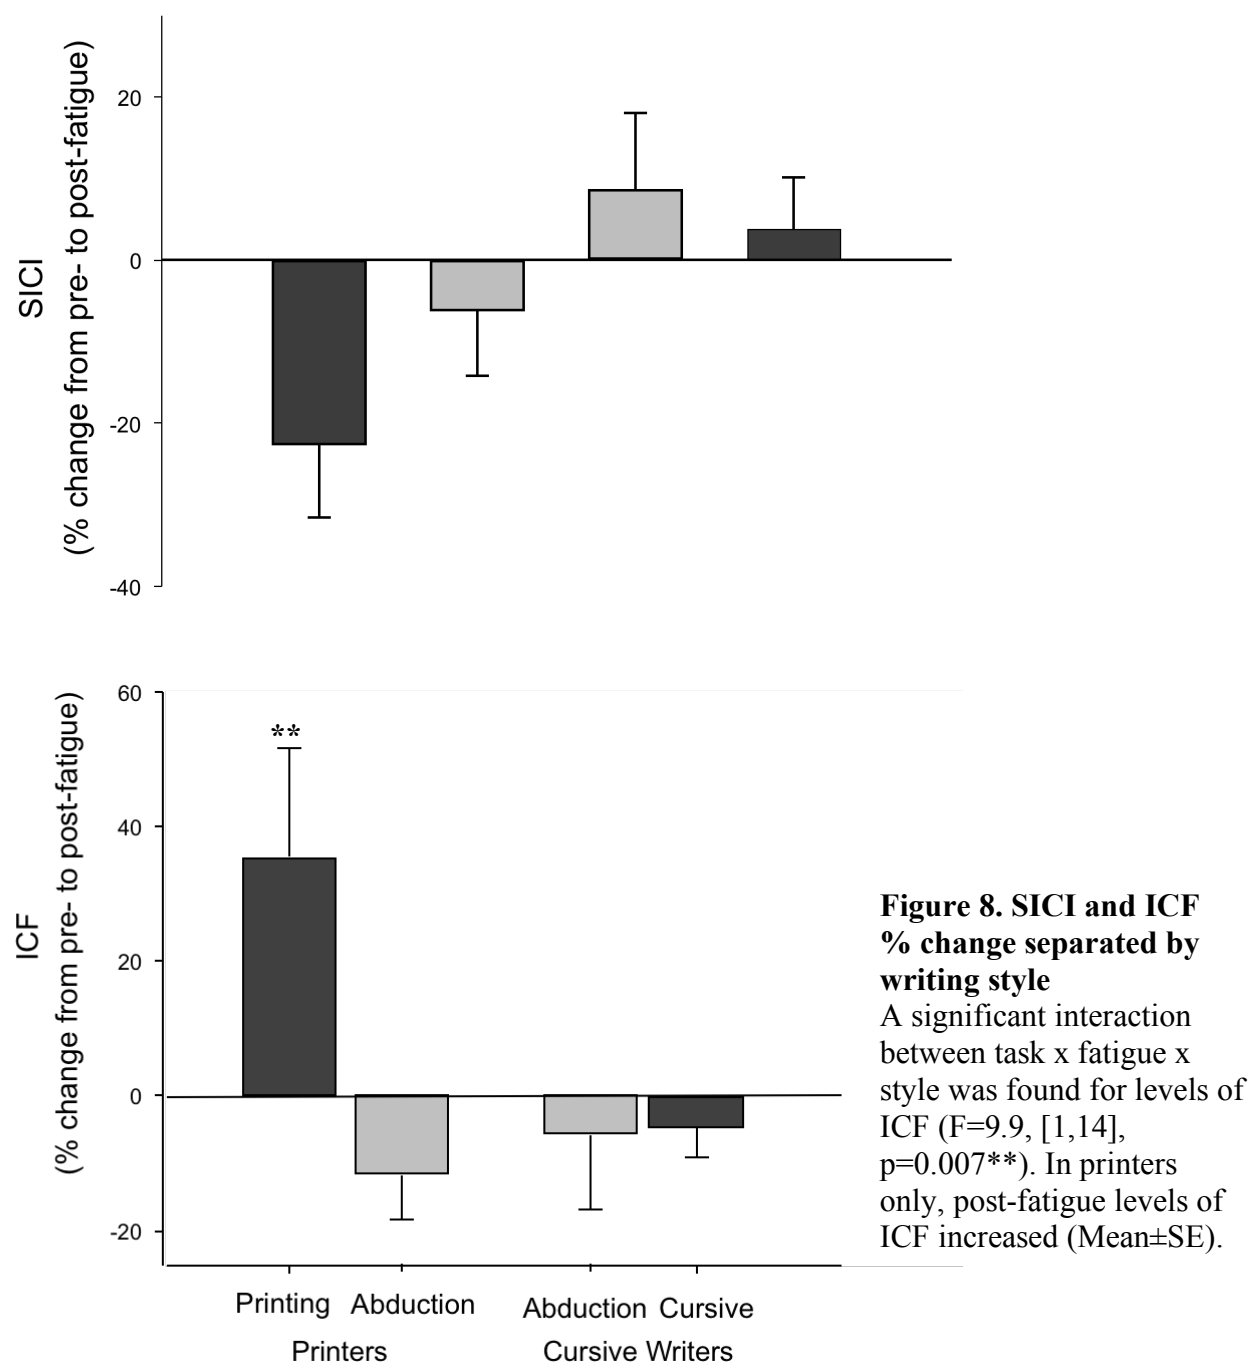 SICI
(% change from pre- to post-fatigue)
20
0
-20
-40
ICF
(% change from pre- to post-fatigue)
60
**
40
20
0
-20
Printing Abduction Abduction Cursive
Printers Cursive Writers
Figure 8. SICI and ICF
% change separated by
writing style
A significant interaction
between task x fatigue x
style was found for levels of
ICF (F=9.9, [1,14],
p=0.007**). In printers
only, post-fatigue levels of
ICF increased (Mean±SE).